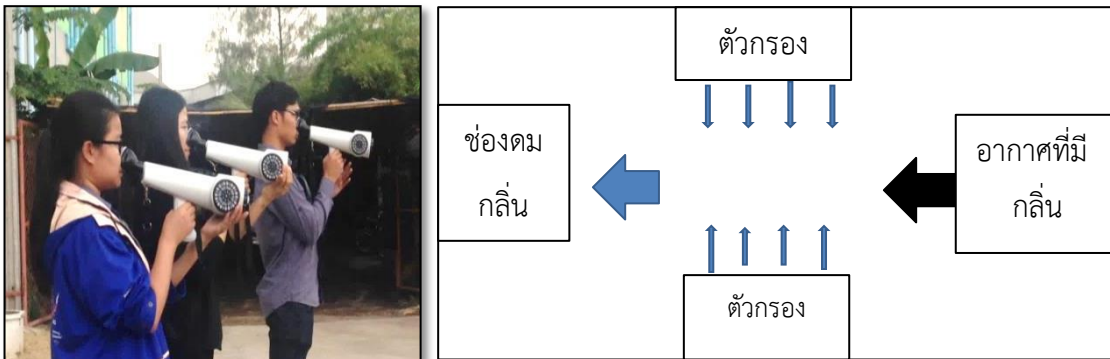 ตัวกรอง
ช่องดม
กลิ่น
อากาศที่มี
กลิ่น
ตัวกรอง